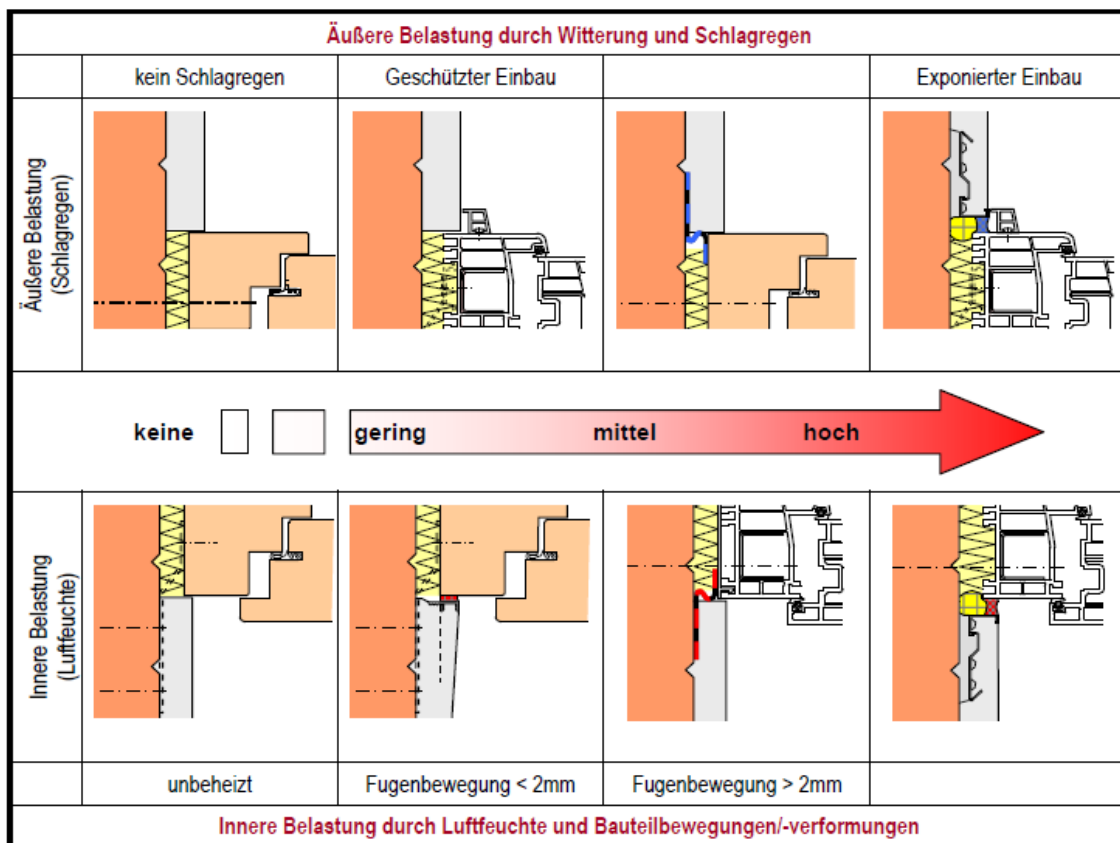 Äußere Belastung durch Witterung und Schlagregen
kein Schlagregen
Geschützter Einbau
Exponierter Einbau
Äußere Belastung
(Schlagregen)
keine
gering
mittel
hoch
Innere Belastung
(Luftfeuchte)
unbeheizt
Fugenbewegung < 2mm
Fugenbewegung > 2mm
Innere Belastung durch Luftfeuchte und Bauteilbewegungen/-verformungen